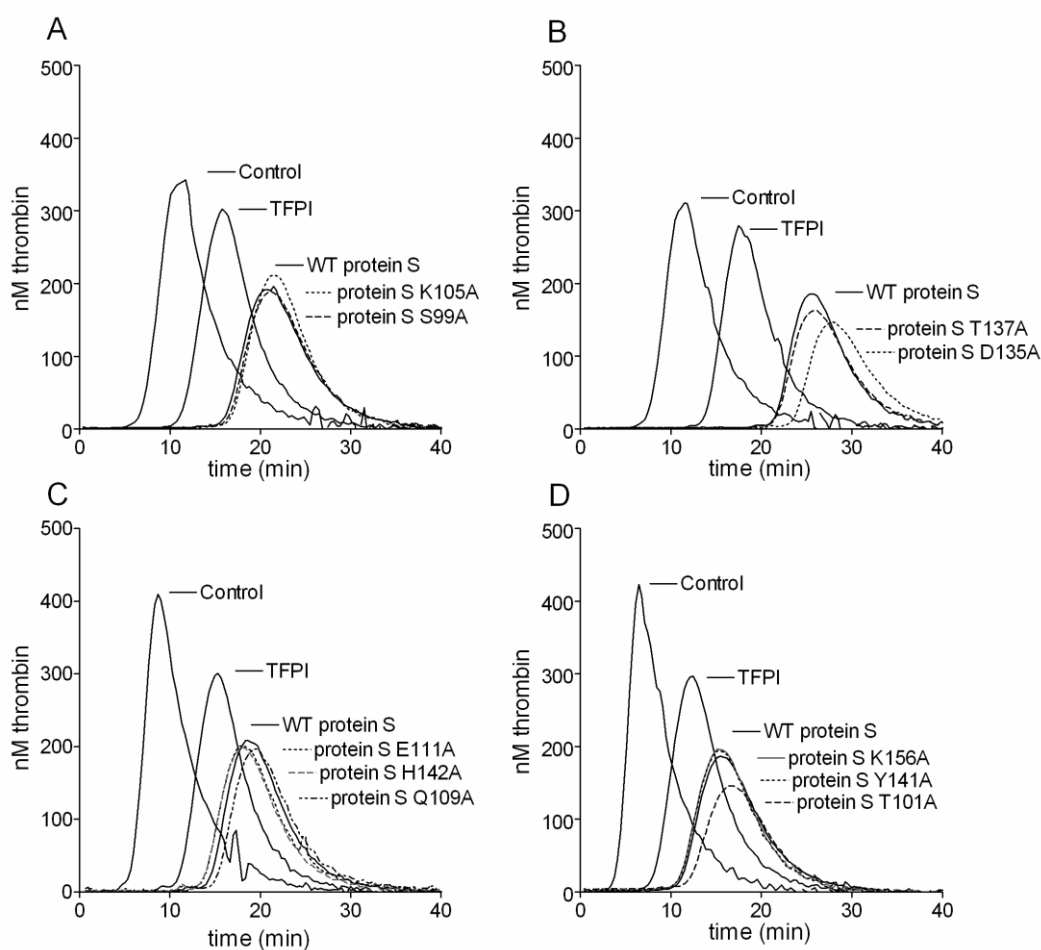 A
500
400
300
200
100
0
nM thrombin
0 10 20 30 40
time (min)
Control
TFPI
WT protein S
protein S K105A
protein S S99A
B
500
400
300
200
100
0
nM thrombin
0 10 20 30 40
time (min)
Control
TFPI
WT protein S
protein S T137A
protein S D135A
C
500
400
300
200
100
0
nM thrombin
0 10 20 30 40
time (min)
Control
TFPI
WT protein S
protein S E111A
protein S H142A
protein S Q109A
D
500
400
300
200
100
0
nM thrombin
0 10 20 30 40
time (min)
Control
TFPI
WT protein S
protein S K156A
protein S Y141A
protein S T101A